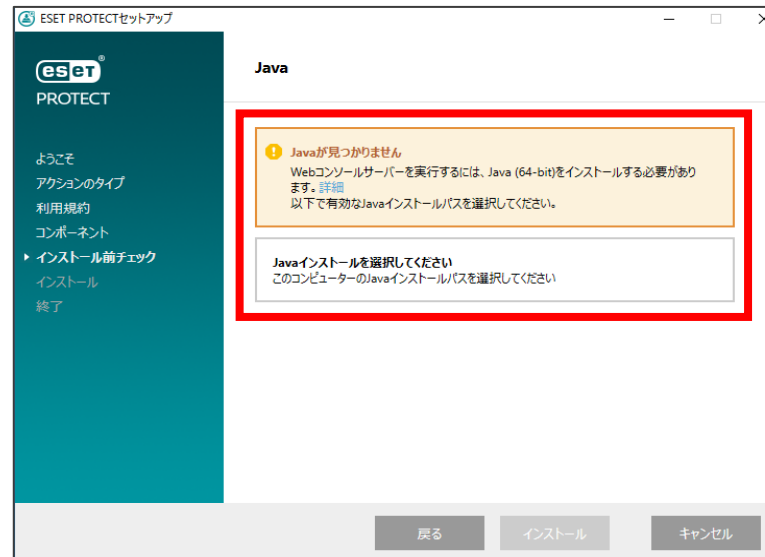 ESET PROTECTセットアップ
eset®
PROTECT
Java
ようこそ
アクションのタイプ
利用規約
コンポーネント
インストール前チェック
インストール
終了
Javaが見つかりません
Webコンソールサーバーを実行するには、Java (64-bit)をインストールする必要があり
ます。詳細
以下で有効なJavaインストールパスを選択してください。
Javaインストールを選択してください
このコンピューターのJavaインストールパスを選択してください
戻る
インストール
キャンセル